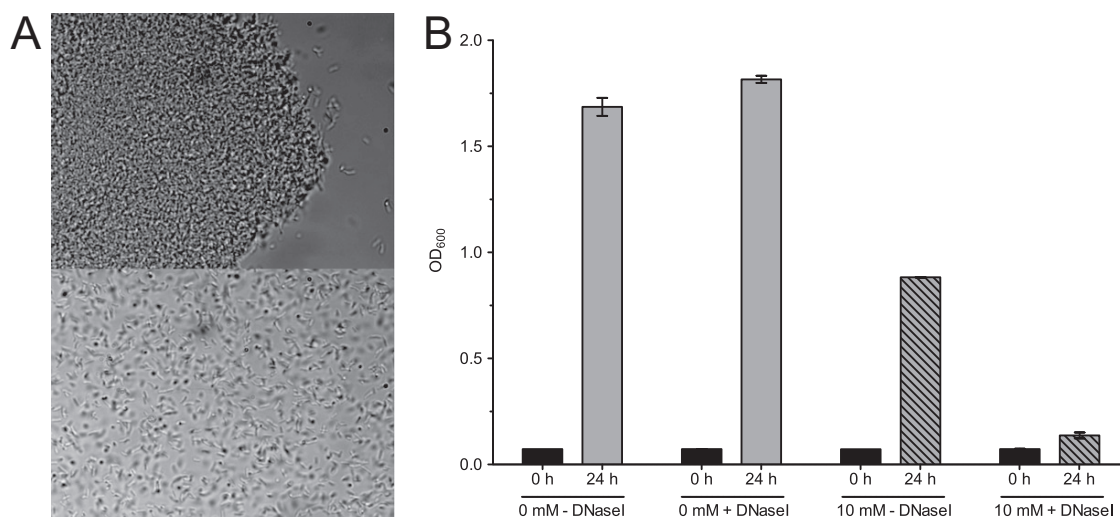 A
B
2.0
1.5
1.0
0.5
0.0
OD600
0 h 24 h 0 h 24 h 0 h 24 h 0 h 24 h
0 mM - DNaseI 0 mM + DNaseI 10 mM - DNaseI 10 mM + DNaseI